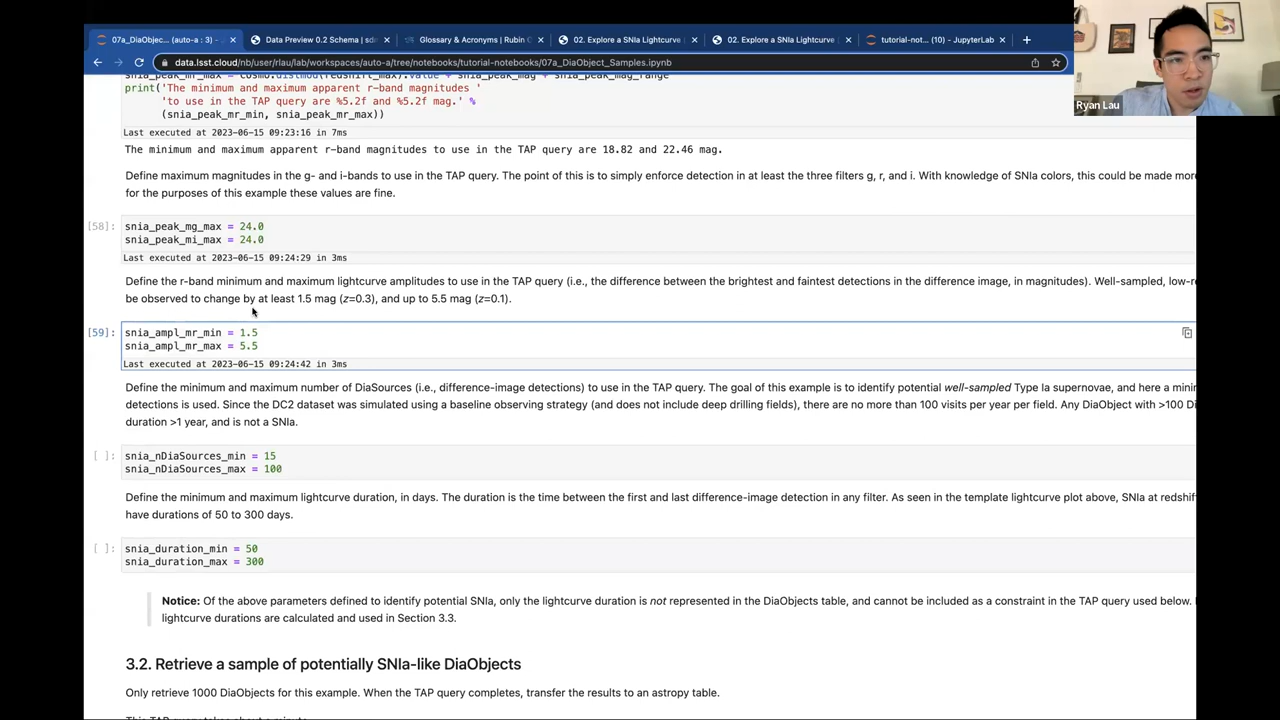 07a_DiaObjec… (auto-a : 3) -
Data Preview 0.2 Schema | sd
Glossary & Acronyms | Rubin
02. Explore a SNIa Lightcurve
02. Explore a SNIa Lightcurve
tutorial-not… (10) - JupyterLab
data.lsst.cloud/nb/user/rlau/lab/workspaces/auto-a/tree/notebooks/tutorial-notebooks/07a_DiaObject_Samples.ipynb
Ryan Lau
snia_peak_mr_max = cosmo.distmod(redshift_max).value + snia_peak_mag + snia_peak_mag_range
print('The minimum and maximum apparent r-band magnitudes '
'to use in the TAP query are %5.2f and %5.2f mag.' %
(snia_peak_mr_min, snia_peak_mr_max))
Last executed at 2023-06-15 09:23:16 in 7ms
The minimum and maximum apparent r-band magnitudes to use in the TAP query are 18.82 and 22.46 mag.
Define maximum magnitudes in the g- and i-bands to use in the TAP query. The point of this is to simply enforce detection in at least the three filters g, r, and i. With knowledge of SNIa colors, this could be made more
for the purposes of this example these values are fine.
[58]:
snia_peak_mg_max = 24.0
snia_peak_mi_max = 24.0
Last executed at 2023-06-15 09:24:29 in 3ms
Define the r-band minimum and maximum lightcurve amplitudes to use in the TAP query (i.e., the difference between the brightest and faintest detections in the difference image, in magnitudes). Well-sampled, low-
be observed to change by at least 1.5 mag (z=0.3), and up to 5.5 mag (z=0.1).
[59]:
snia_ampl_mr_min = 1.5
snia_ampl_mr_max = 5.5
Last executed at 2023-06-15 09:24:42 in 3ms
Define the minimum and maximum number of DiaSources (i.e., difference-image detections) to use in the TAP query. The goal of this example is to identify potential well-sampled Type Ia supernovae, and here a
detections is used. Since the DC2 dataset was simulated using a baseline observing strategy (and does not include deep drilling fields), there are no more than 100 visits per year per field. Any DiaObject with >100
duration >1 year, and is not a SNIa.
[ ]:
snia_nDiaSources_min = 15
snia_nDiaSources_max = 100
Define the minimum and maximum lightcurve duration, in days. The duration is the time between the first and last difference-image detection in any filter. As seen in the template lightcurve plot above, SNIa at
have durations of 50 to 300 days.
[ ]:
snia_duration_min = 50
snia_duration_max = 300
Notice: Of the above parameters defined to identify potential SNIa, only the lightcurve duration is not represented in the DiaObjects table, and cannot be included as a constraint in the TAP query used below.
lightcurve durations are calculated and used in Section 3.3.
3.2. Retrieve a sample of potentially SNIa-like DiaObjects
Only retrieve 1000 DiaObjects for this example. When the TAP query completes, transfer the results to an astropy table.
This TAP query takes about a minute